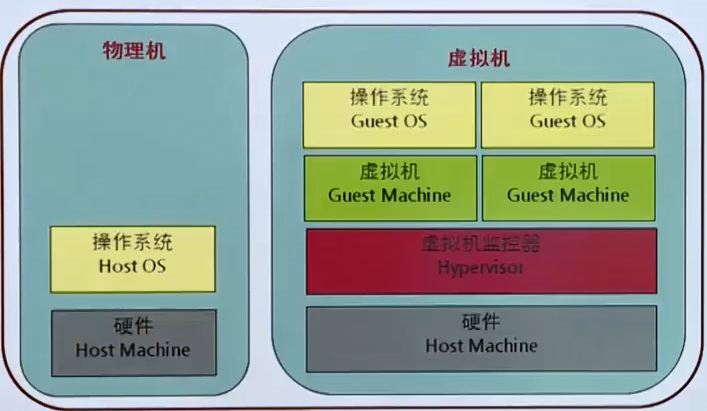 物理机
操作系统
Host OS
硬件
Host Machine
虚拟机
操作系统
Guest OS
操作系统
Guest OS
虚拟机
Guest Machine
虚拟机
Guest Machine
虚拟机监控器
Hypervisor
硬件
Host Machine